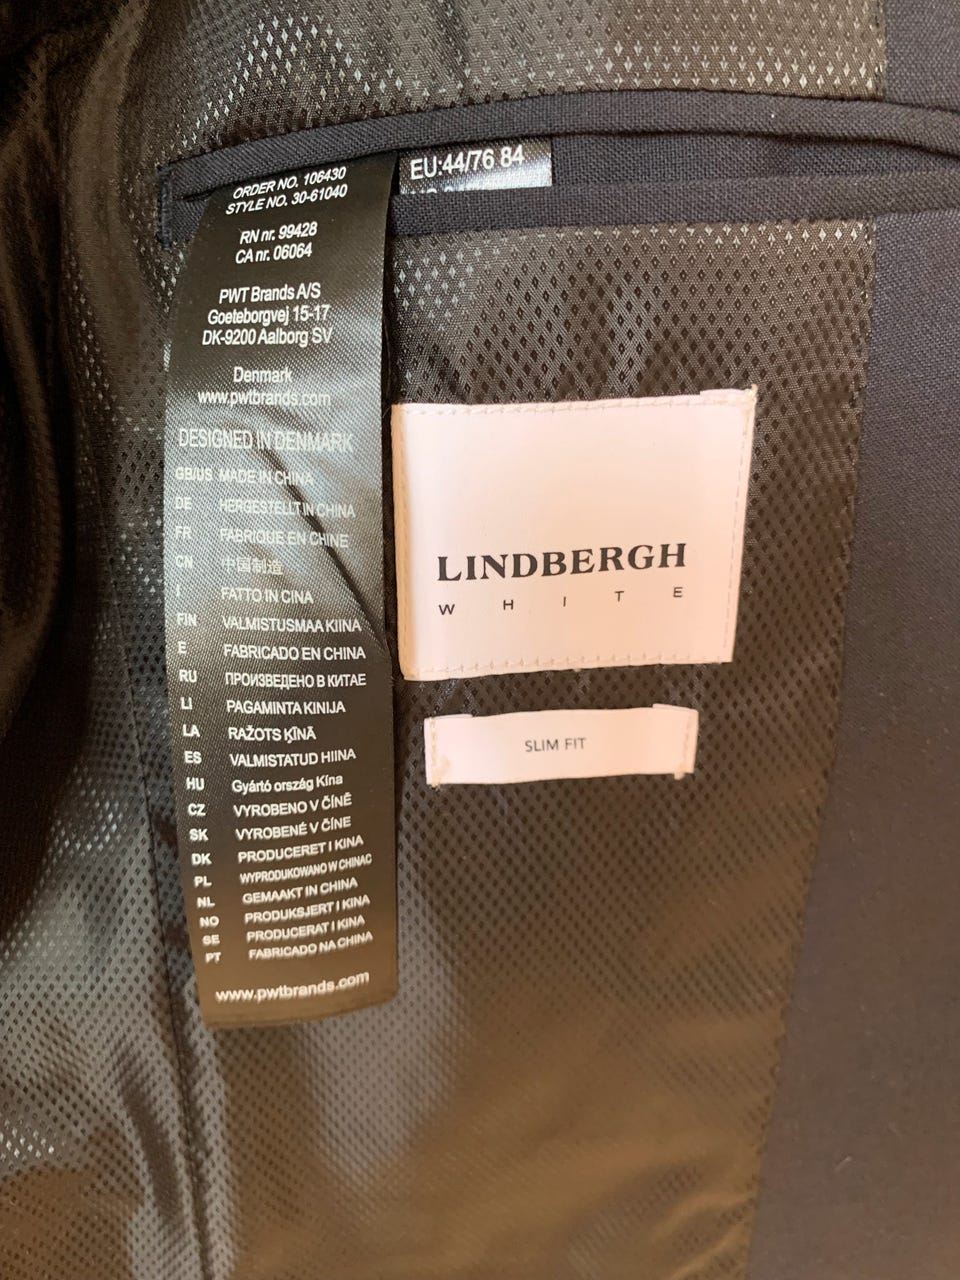 ORDER NO. 106430
STYLE NO. 30-61040
RN nr. 99428
CA nr. 06064
PWT Brands A/S
Goeteborgvej 15-17
DK-9200 Aalborg SV
Denmark
www.pwtbrands.com
DESIGNED IN DENMARK
GB/US MADE IN CHINA
DE HERGESTELLT IN CHINA
FR FABRIQUE EN CHINE
CN 中国制造
I FATTO IN CINA
FIN VALMISTUSMAA KIINA
E FABRICADO EN CHINA
RU ПРОИЗВЕДЕНО В КИТАЕ
LI PAGAMINTA KINIJA
LA RAŽOTS ĶĪNĀ
ES VALMISTATUD HIINA
HU Gyártó ország Kína
CZ VYROBENO V ČÍNĚ
SK VYROBENÉ V ČÍNE
DK PRODUCERET I KINA
PL WYPRODUKOWANO W CHINAC
NL GEMAAKT IN CHINA
NO PRODUKSJERT I KINA
SE PRODUCERAT I KINA
PT FABRICADO NA CHINA
www.pwtbrands.com
EU:44/76 84
LINDBERGH
WHITE
SLIM FIT